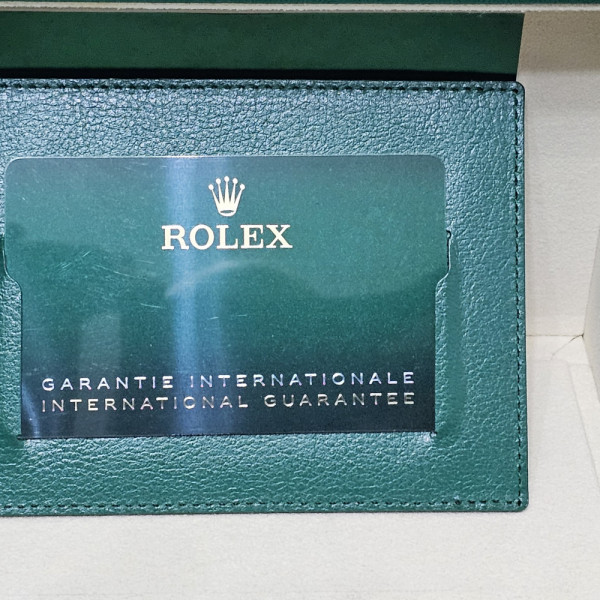 ROLEX
GARANTIE INTERNATIONALE
INTERNATIONAL GUARANTEE